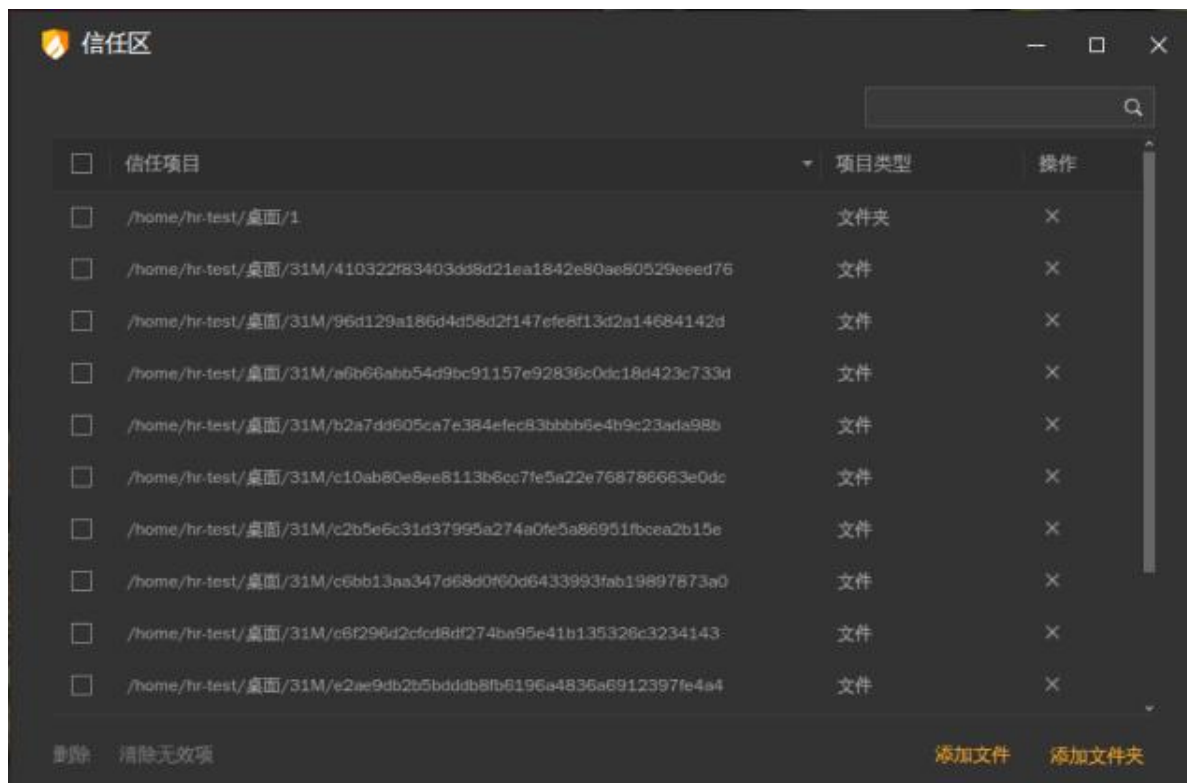 信任区
信任项目 项目类型 操作
/home/hr-test/桌面/1 文件夹
/home/hr-test/桌面/31M/410322f83403dd8d21ea1842e80ae80529eeed76 文件
/home/hr-test/桌面/31M/96d129a186d4d58d2f147efe8f13d2a14684142d 文件
/home/hr-test/桌面/31M/a6b66abb54d9bc91157e92836c0dc18d423c733d 文件
/home/hr-test/桌面/31M/b2a7dd605ca7e384efec83bbbb6e4b9c23ada98b 文件
/home/hr-test/桌面/31M/c10ab80e8ee8113b6cc7fe5a22e768786663e0dc 文件
/home/hr-test/桌面/31M/c2b5e6c31d37995a274a0fe5a86951fbcea2b15e 文件
/home/hr-test/桌面/31M/c6bb13aa347d68d0f60d6433993fab19897873a0 文件
/home/hr-test/桌面/31M/c6f296d2cfcd8df274ba95e41b135326c3234143 文件
/home/hr-test/桌面/31M/e2ae9db2b5bdddb8fb6196a4836a6912397fe4a4 文件
删除 清除无效项 添加文件 添加文件夹